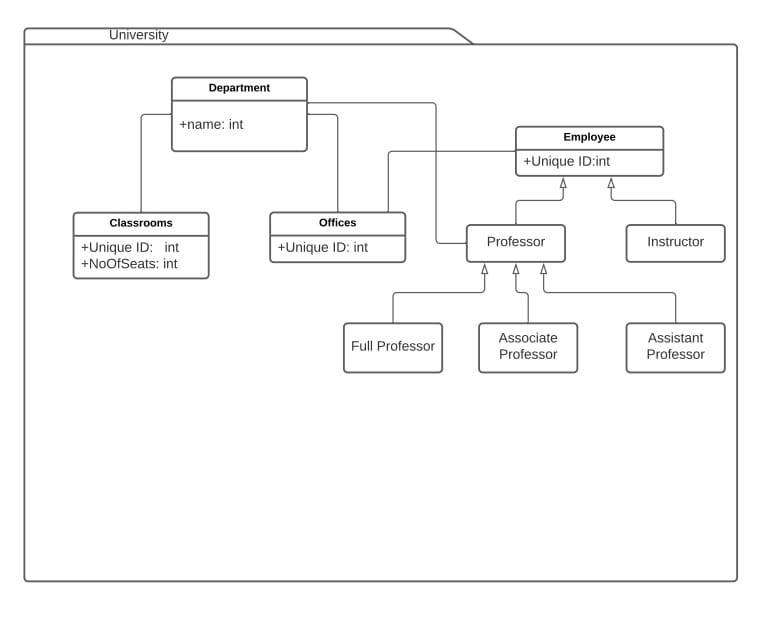 University
Department
+name: int
Employee
+Unique ID:int
Classrooms
+Unique ID:   int
+NoOfSeats: int
Offices
+Unique ID: int
Professor
Instructor
Full Professor
Associate
Professor
Assistant
Professor